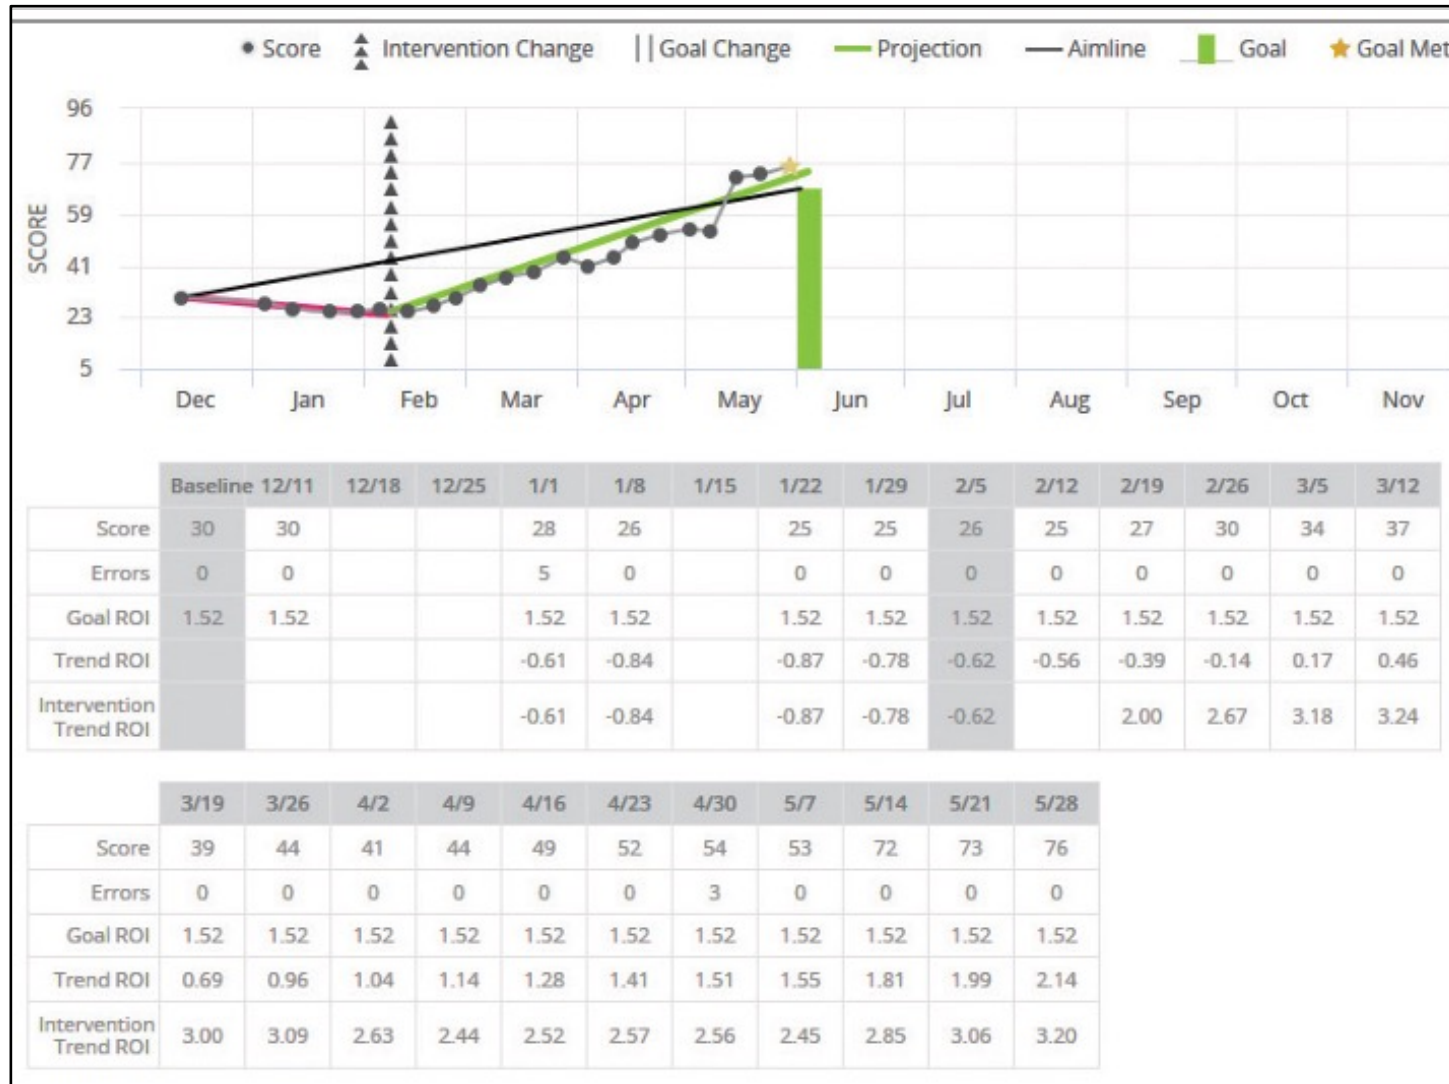 Score Intervention Change Goal Change Projection Aimline Goal Goal Met
96
77
59
41
23
5
SCORE
Dec Jan Feb Mar Apr May Jun Jul Aug Sep Oct Nov
Baseline 12/11 12/18 12/25 1/1 1/8 1/15 1/22 1/29 2/5 2/12 2/19 2/26 3/5 3/12
Score 30 30 28 26 25 25 26 25 27 30 34 37
Errors 0 0 5 0 0 0 0 0 0 0 0 0
Goal ROI 1.52 1.52 1.52 1.52 1.52 1.52 1.52 1.52 1.52 1.52 1.52 1.52
Trend ROI -0.61 -0.84 -0.87 -0.78 -0.62 -0.56 -0.39 -0.14 0.17 0.46
Intervention
Trend ROI -0.61 -0.84 -0.87 -0.78 -0.62 2.00 2.67 3.18 3.24
3/19 3/26 4/2 4/9 4/16 4/23 4/30 5/7 5/14 5/21 5/28
Score 39 44 41 44 49 52 54 53 72 73 76
Errors 0 0 0 0 0 0 3 0 0 0 0
Goal ROI 1.52 1.52 1.52 1.52 1.52 1.52 1.52 1.52 1.52 1.52 1.52
Trend ROI 0.69 0.96 1.04 1.14 1.28 1.41 1.51 1.55 1.81 1.99 2.14
Intervention
Trend ROI 3.00 3.09 2.63 2.44 2.52 2.57 2.56 2.45 2.85 3.06 3.20